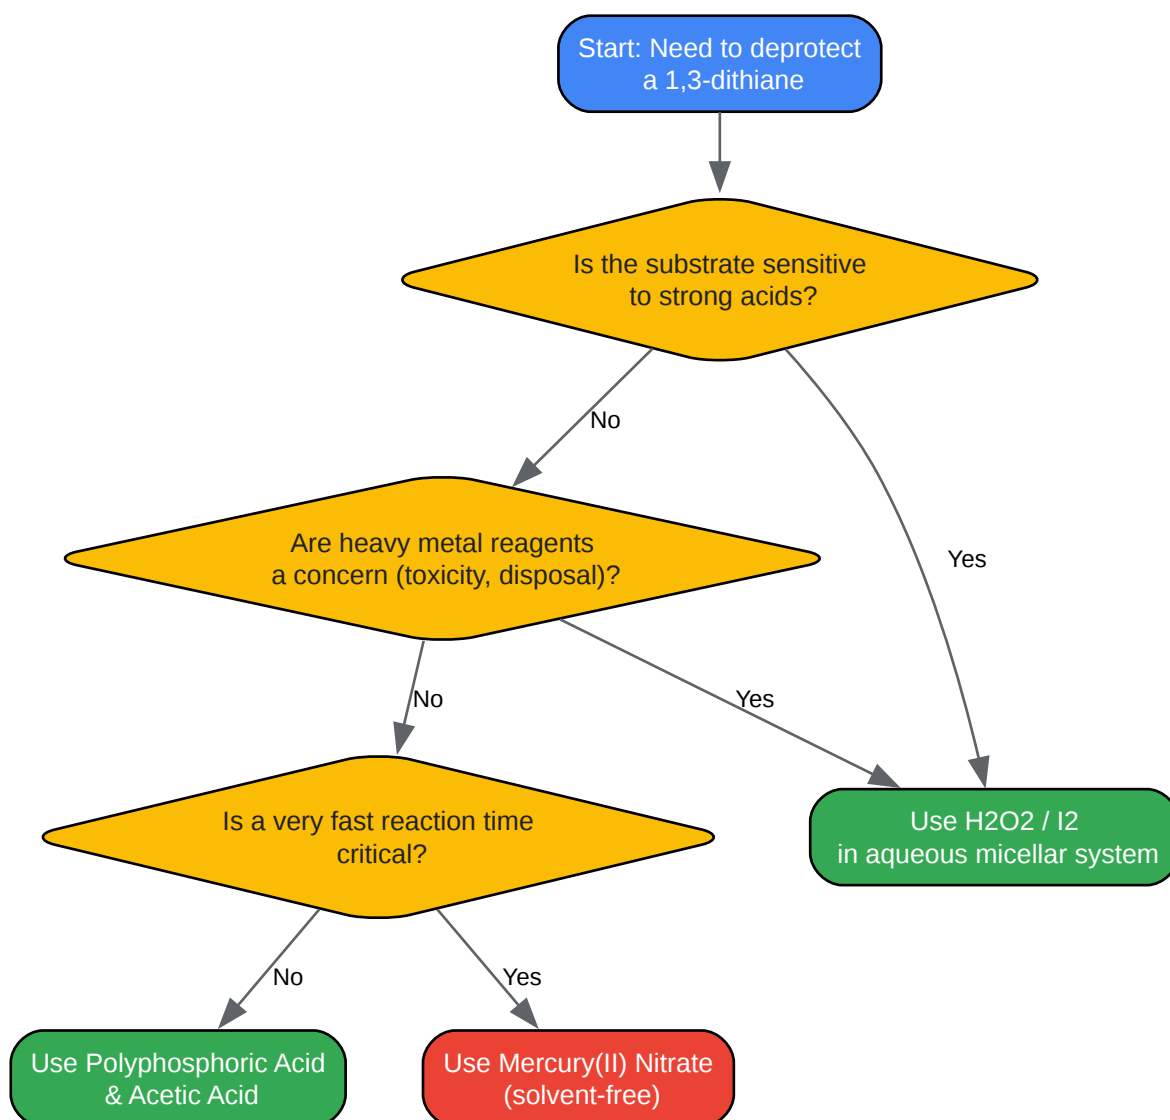 Start: Need to deprotect
a 1,3-dithiane
Is the substrate sensitive
to strong acids?
No
Yes
Are heavy metal reagents
a concern (toxicity, disposal)?
No
Yes
Is a very fast reaction time
critical?
Use H2O2 / I2
in aqueous micellar system
No
Yes
Use Polyphosphoric Acid
& Acetic Acid
Use Mercury(II) Nitrate
(solvent-free)